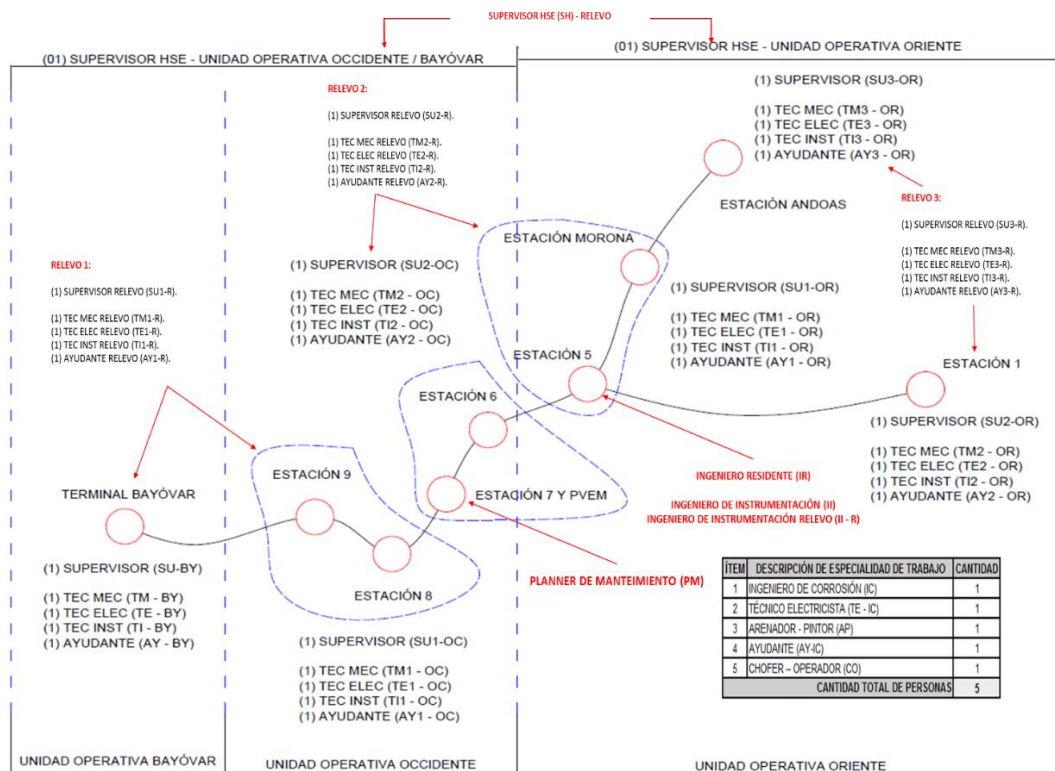 SUPERVISOR HSE (SH) - RELEVO
(01) SUPERVISOR HSE - UNIDAD OPERATIVA OCCIDENTE / BAYÓVAR
(01) SUPERVISOR HSE - UNIDAD OPERATIVA ORIENTE
RELEVO 1:
(1) SUPERVISOR RELEVO (SU1-R).
(1) TEC MEC RELEVO (TM1-R).
(1) TEC ELEC RELEVO (TE1-R).
(1) TEC INST RELEVO (TI1-R).
(1) AYUDANTE RELEVO (AY1-R).
RELEVO 2:
(1) SUPERVISOR RELEVO (SU2-R).
(1) TEC MEC RELEVO (TM2-R).
(1) TEC ELEC RELEVO (TE2-R).
(1) TEC INST RELEVO (TI2-R).
(1) AYUDANTE RELEVO (AY2-R).
(1) SUPERVISOR (SU3-OR)
(1) TEC MEC (TM3 - OR)
(1) TEC ELEC (TE3 - OR)
(1) TEC INST (TI3 - OR)
(1) AYUDANTE (AY3 - OR)
ESTACIÓN ANDOAS
RELEVO 3:
(1) SUPERVISOR RELEVO (SU3-R).
(1) TEC MEC RELEVO (TM3-R).
(1) TEC ELEC RELEVO (TE3-R).
(1) TEC INST RELEVO (TI3-R).
(1) AYUDANTE RELEVO (AY3-R).
ESTACIÓN MORONA
(1) SUPERVISOR (SU2-OC)
(1) TEC MEC (TM2 - OC)
(1) TEC ELEC (TE2 - OC)
(1) TEC INST (TI2 - OC)
(1) AYUDANTE (AY2 - OC)
(1) SUPERVISOR (SU1-OR)
(1) TEC MEC (TM1 - OR)
(1) TEC ELEC (TE1 - OR)
(1) TEC INST (TI1 - OR)
(1) AYUDANTE (AY1 - OR)
ESTACIÓN 5
ESTACIÓN 1
(1) SUPERVISOR (SU2-OR)
(1) TEC MEC (TM2 - OR)
(1) TEC ELEC (TE2 - OR)
(1) TEC INST (TI2 - OR)
(1) AYUDANTE (AY2 - OR)
ESTACIÓN 6
ESTACIÓN 7 Y PVEM
ESTACIÓN 9
TERMINAL BAYÓVAR
INGENIERO RESIDENTE (IR)
INGENIERO DE INSTRUMENTACIÓN (II)
INGENIERO DE INSTRUMENTACIÓN RELEVO (II - R)
PLANNER DE MANTEIMIENTO (PM)
(1) SUPERVISOR (SU-BY)
(1) TEC MEC (TM - BY)
(1) TEC ELEC (TE - BY)
(1) TEC INST (TI - BY)
(1) AYUDANTE (AY - BY)
ESTACIÓN 8
(1) SUPERVISOR (SU1-OC)
(1) TEC MEC (TM1 - OC)
(1) TEC ELEC (TE1 - OC)
(1) TEC INST (TI1 - OC)
(1) AYUDANTE (AY1 - OC)
ÍTEM DESCRIPCIÓN DE ESPECIALIDAD DE TRABAJO CANTIDAD
1 INGENIERO DE CORROSIÓN (IC) 1
2 TÉCNICO ELECTRICISTA (TE - IC) 1
3 ARENADOR - PINTOR (AP) 1
4 AYUDANTE (AY-IC) 1
5 CHOFER – OPERADOR (CO) 1
CANTIDAD TOTAL DE PERSONAS 5
UNIDAD OPERATIVA BAYÓVAR
UNIDAD OPERATIVA OCCIDENTE
UNIDAD OPERATIVA ORIENTE